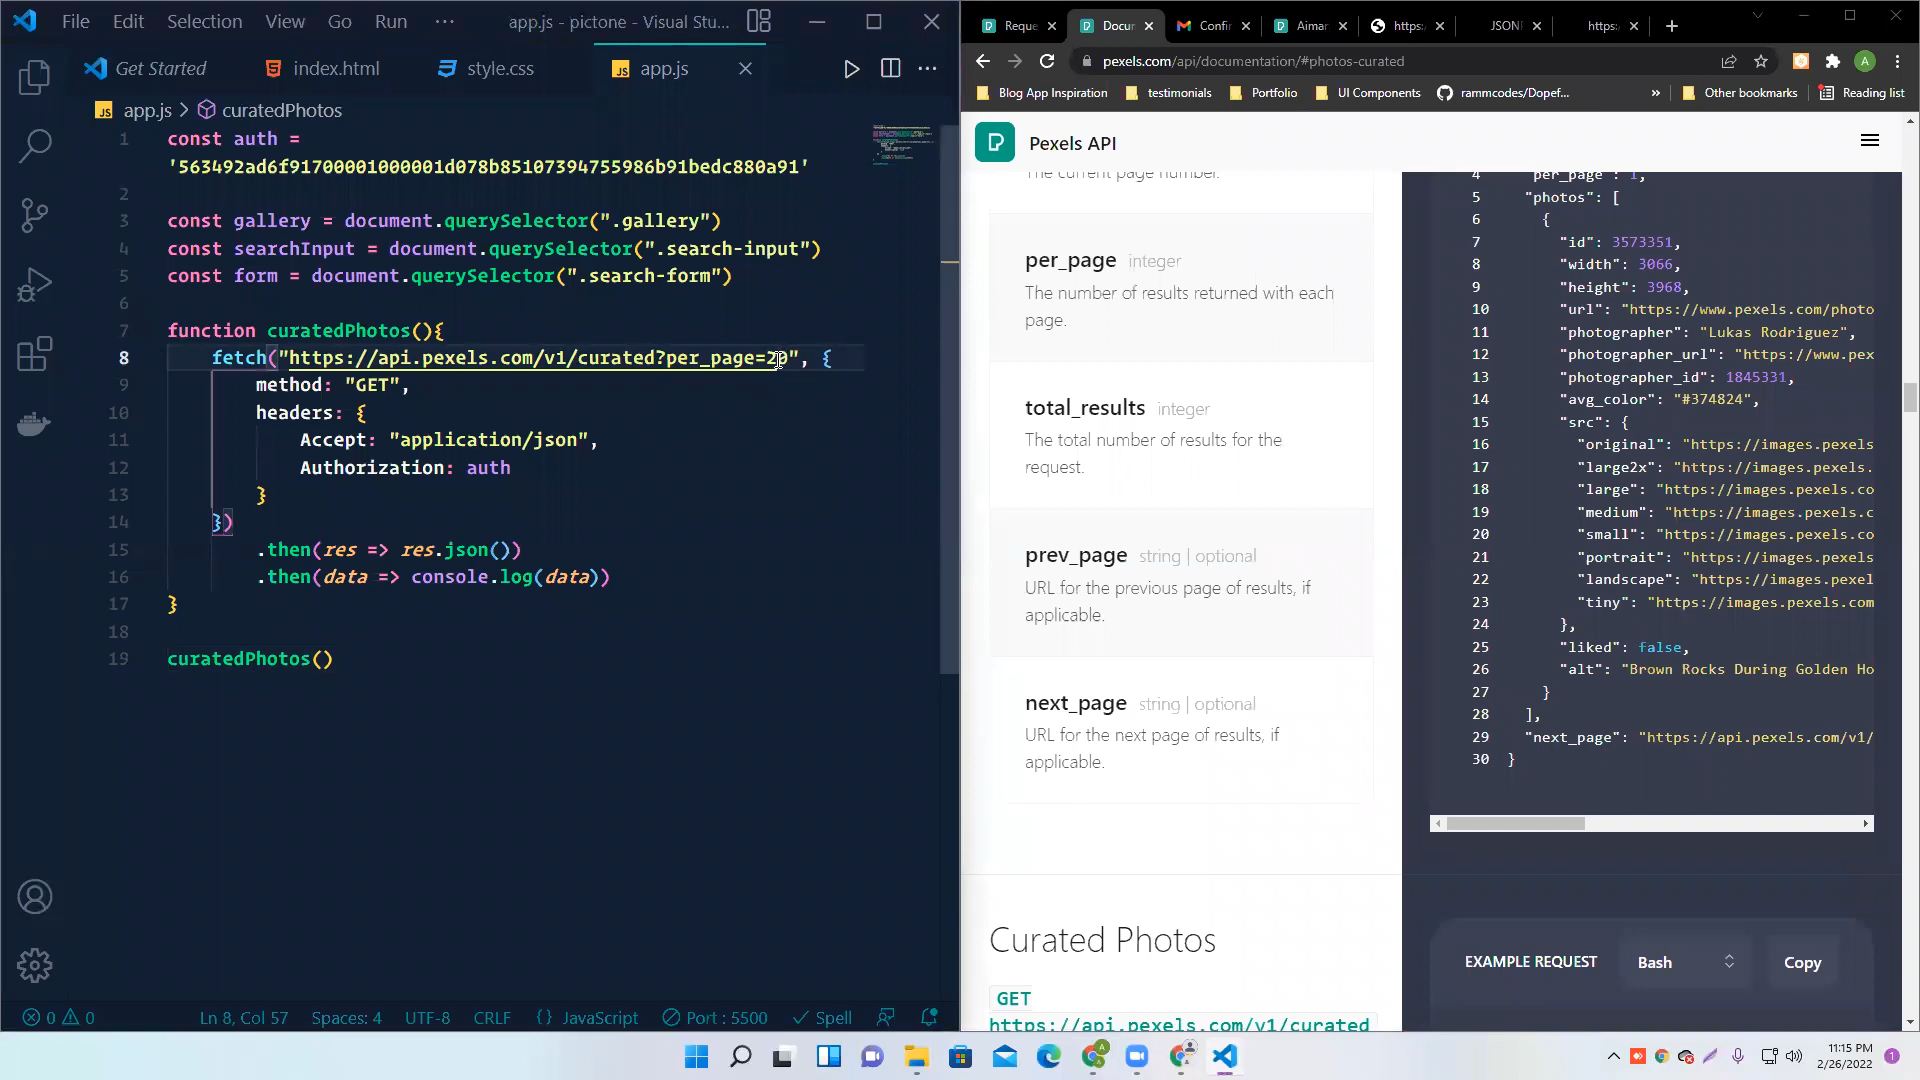 File Edit Selection View Go Run ··· app.js - pictone - Visual Stu...
Get Started index.html style.css app.js
app.js > curatedPhotos
1 const auth =
'563492ad6f91700001000001d078b85107394755986b91bedc880a91'
2
3 const gallery = document.querySelector(".gallery")
4 const searchInput = document.querySelector(".search-input")
5 const form = document.querySelector(".search-form")
6
7 function curatedPhotos(){
8 fetch("https://api.pexels.com/v1/curated?per_page=20", {
9 method: "GET",
10 headers: {
11 Accept: "application/json",
12 Authorization: auth
13 }
14 })
15 .then(res => res.json())
16 .then(data => console.log(data))
17 }
18
19 curatedPhotos()
0 0 Ln 8, Col 57 Spaces: 4 UTF-8 CRLF {} JavaScript Port : 5500 Spell
Reque Docur Confir Aimar https: JSONI https:
pexels.com/api/documentation/#photos-curated
Blog App Inspiration testimonials Portfolio UI Components rammcodes/Dopef... » Other bookmarks Reading list
Pexels API
The current page number.
per_page integer
The number of results returned with each
page.
total_results integer
The total number of results for the
request.
prev_page string | optional
URL for the previous page of results, if
applicable.
next_page string | optional
URL for the next page of results, if
applicable.
4 "per_page": 1,
5 "photos": [
6 {
7 "id": 3573351,
8 "width": 3066,
9 "height": 3968,
10 "url": "https://www.pexels.com/photo
11 "photographer": "Lukas Rodriguez",
12 "photographer_url": "https://www.pex
13 "photographer_id": 1845331,
14 "avg_color": "#374824",
15 "src": {
16 "original": "https://images.pexels
17 "large2x": "https://images.pexels.
18 "large": "https://images.pexels.co
19 "medium": "https://images.pexels.c
20 "small": "https://images.pexels.co
21 "portrait": "https://images.pexels
22 "landscape": "https://images.pexel
23 "tiny": "https://images.pexels.com
24 },
25 "liked": false,
26 "alt": "Brown Rocks During Golden Ho
27 }
28 ],
29 "next_page": "https://api.pexels.com/v1/
30 }
Curated Photos
GET
https://api.pexels.com/v1/curated
EXAMPLE REQUEST Bash Copy
11:15 PM
2/26/2022
1